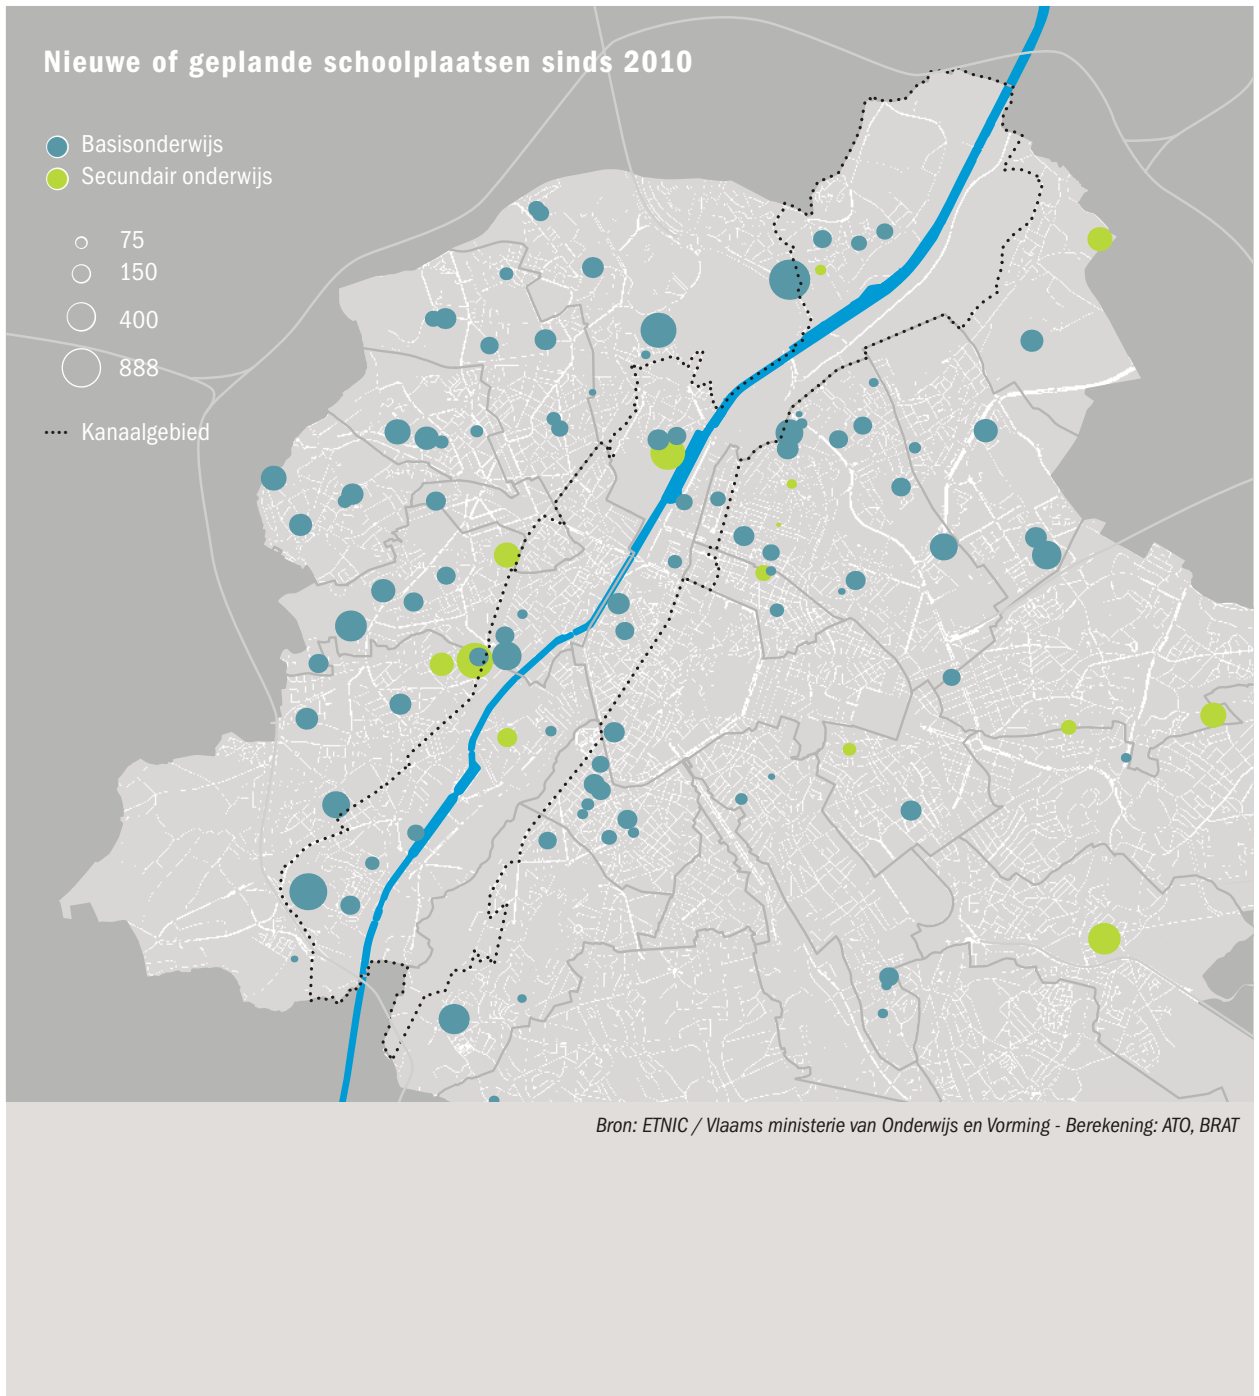 Nieuwe of geplande schoolplaatsen sinds 2010
Basisonderwijs
Secundair onderwijs
75
150
400
888
Kanaalgebied
Bron: ETNIC / Vlaams ministerie van Onderwijs en Vorming - Berekening: ATO, BRAT